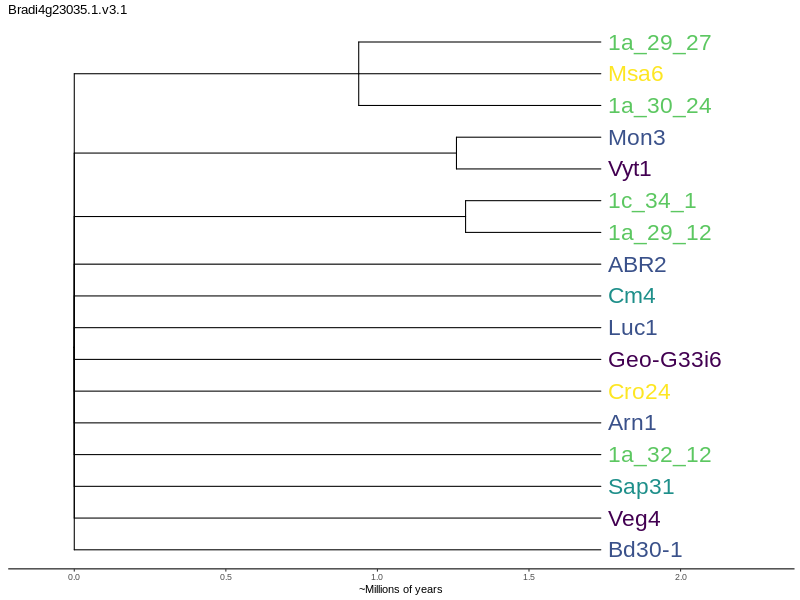 Bradi4g23035.1.v3.1
1a_29_27
Msa6
1a_30_24
Mon3
Vyt1
1c_34_1
1a_29_12
ABR2
Cm4
Luc1
Geo-G33i6
Cro24
Arn1
1a_32_12
Sap31
Veg4
Bd30-1
0.0 0.5 1.0 1.5 2.0
~Millions of years